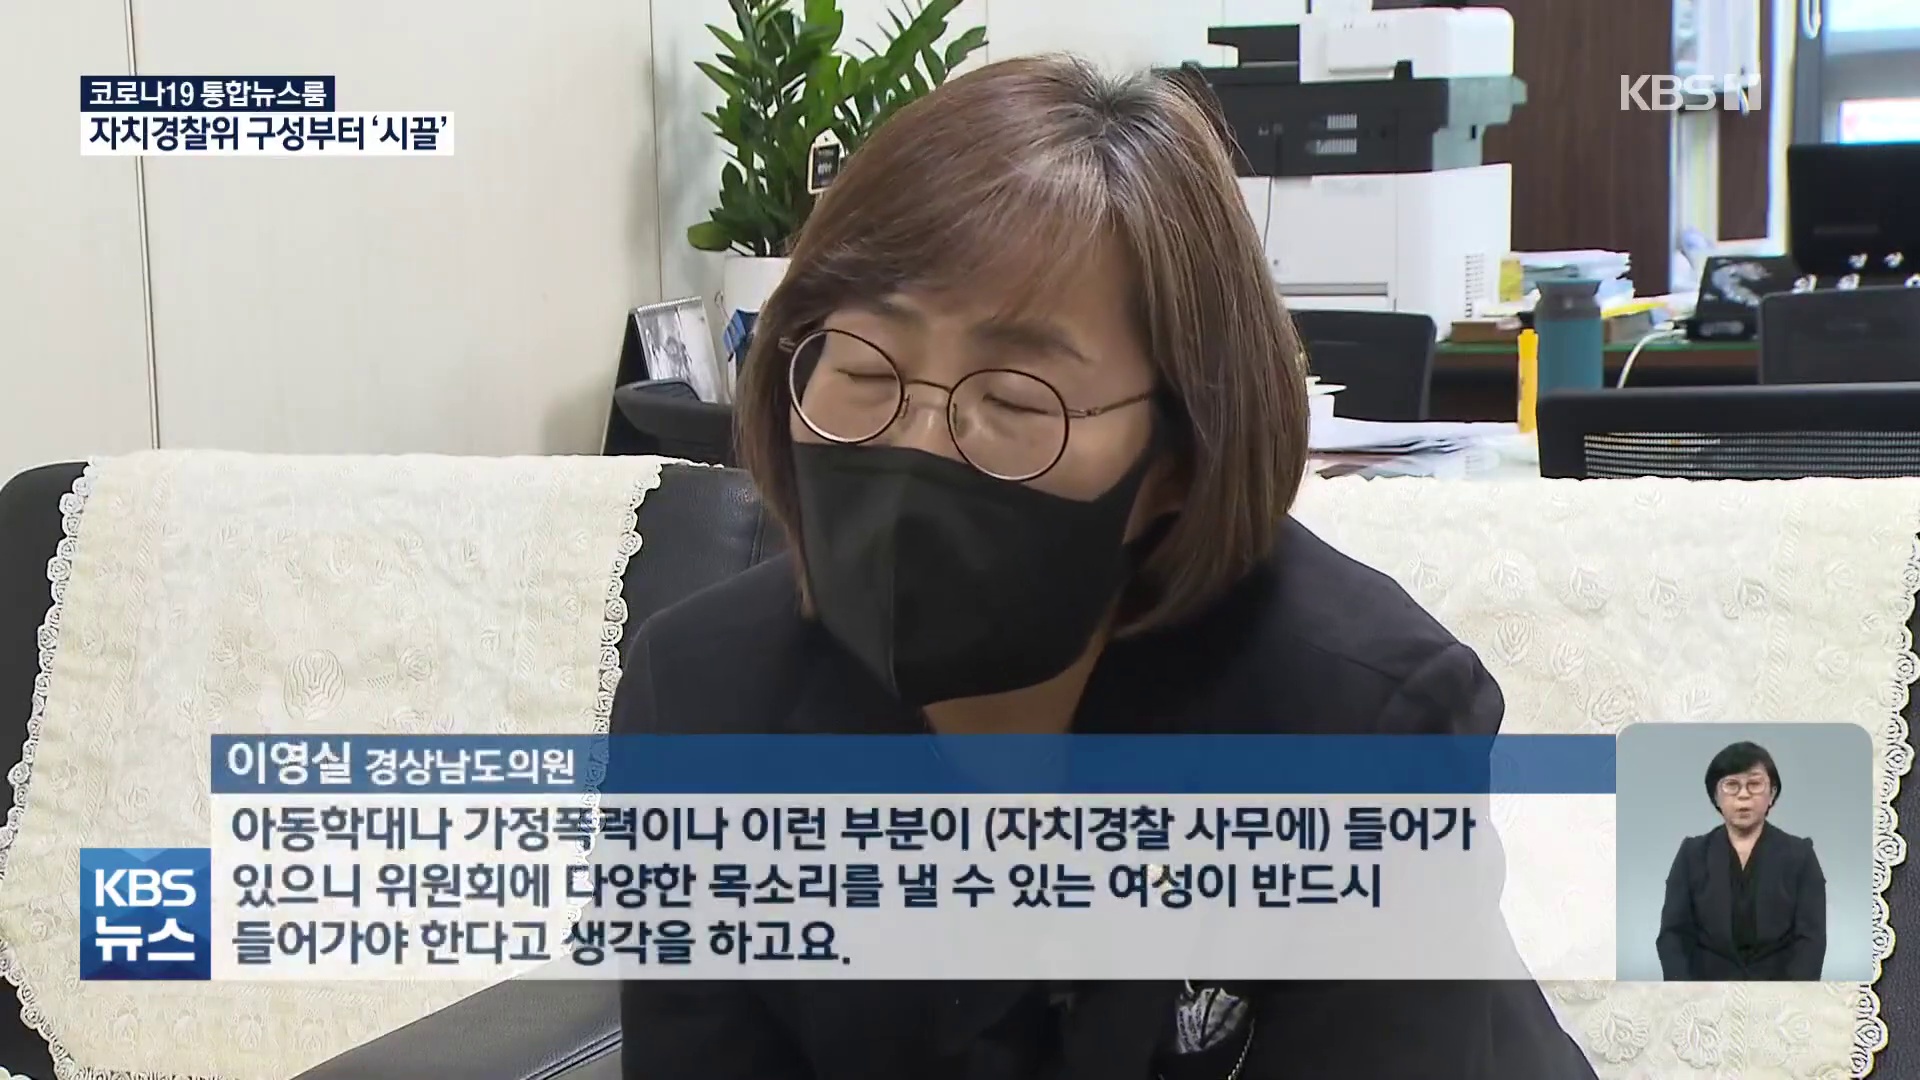 코로나19 통합뉴스룸
자치경찰위 구성부터 ‘시끌’
KBS 1
이영실 경상남도의원
아동학대나 가정폭력이나 이런 부분이 (자치경찰 사무에) 들어가
있으니 위원회에 다양한 목소리를 낼 수 있는 여성이 반드시
들어가야 한다고 생각을 하고요.
KBS
뉴스